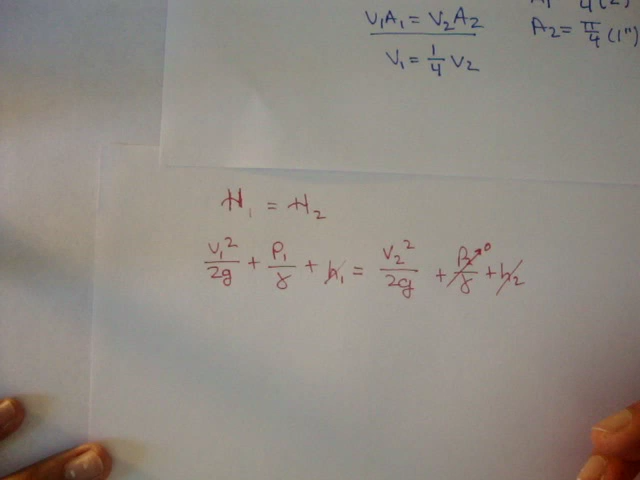 V₁A₁ = V₂A₂
V₁ = 1/4 V₂
A₂ = π/4 (1")
H₁ = H₂
V₁²/2g + P₁/γ + h₁ = V₂²/2g + P₂/γ →0 + h₂